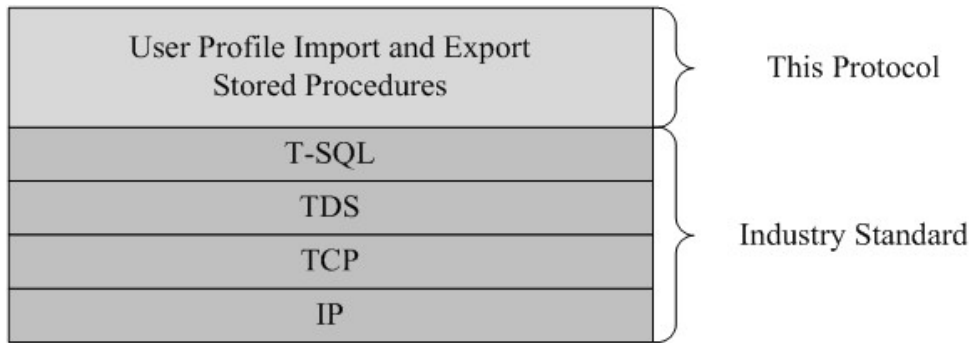 User Profile Import and Export
Stored Procedures
This Protocol
T-SQL
TDS
TCP
IP
Industry Standard